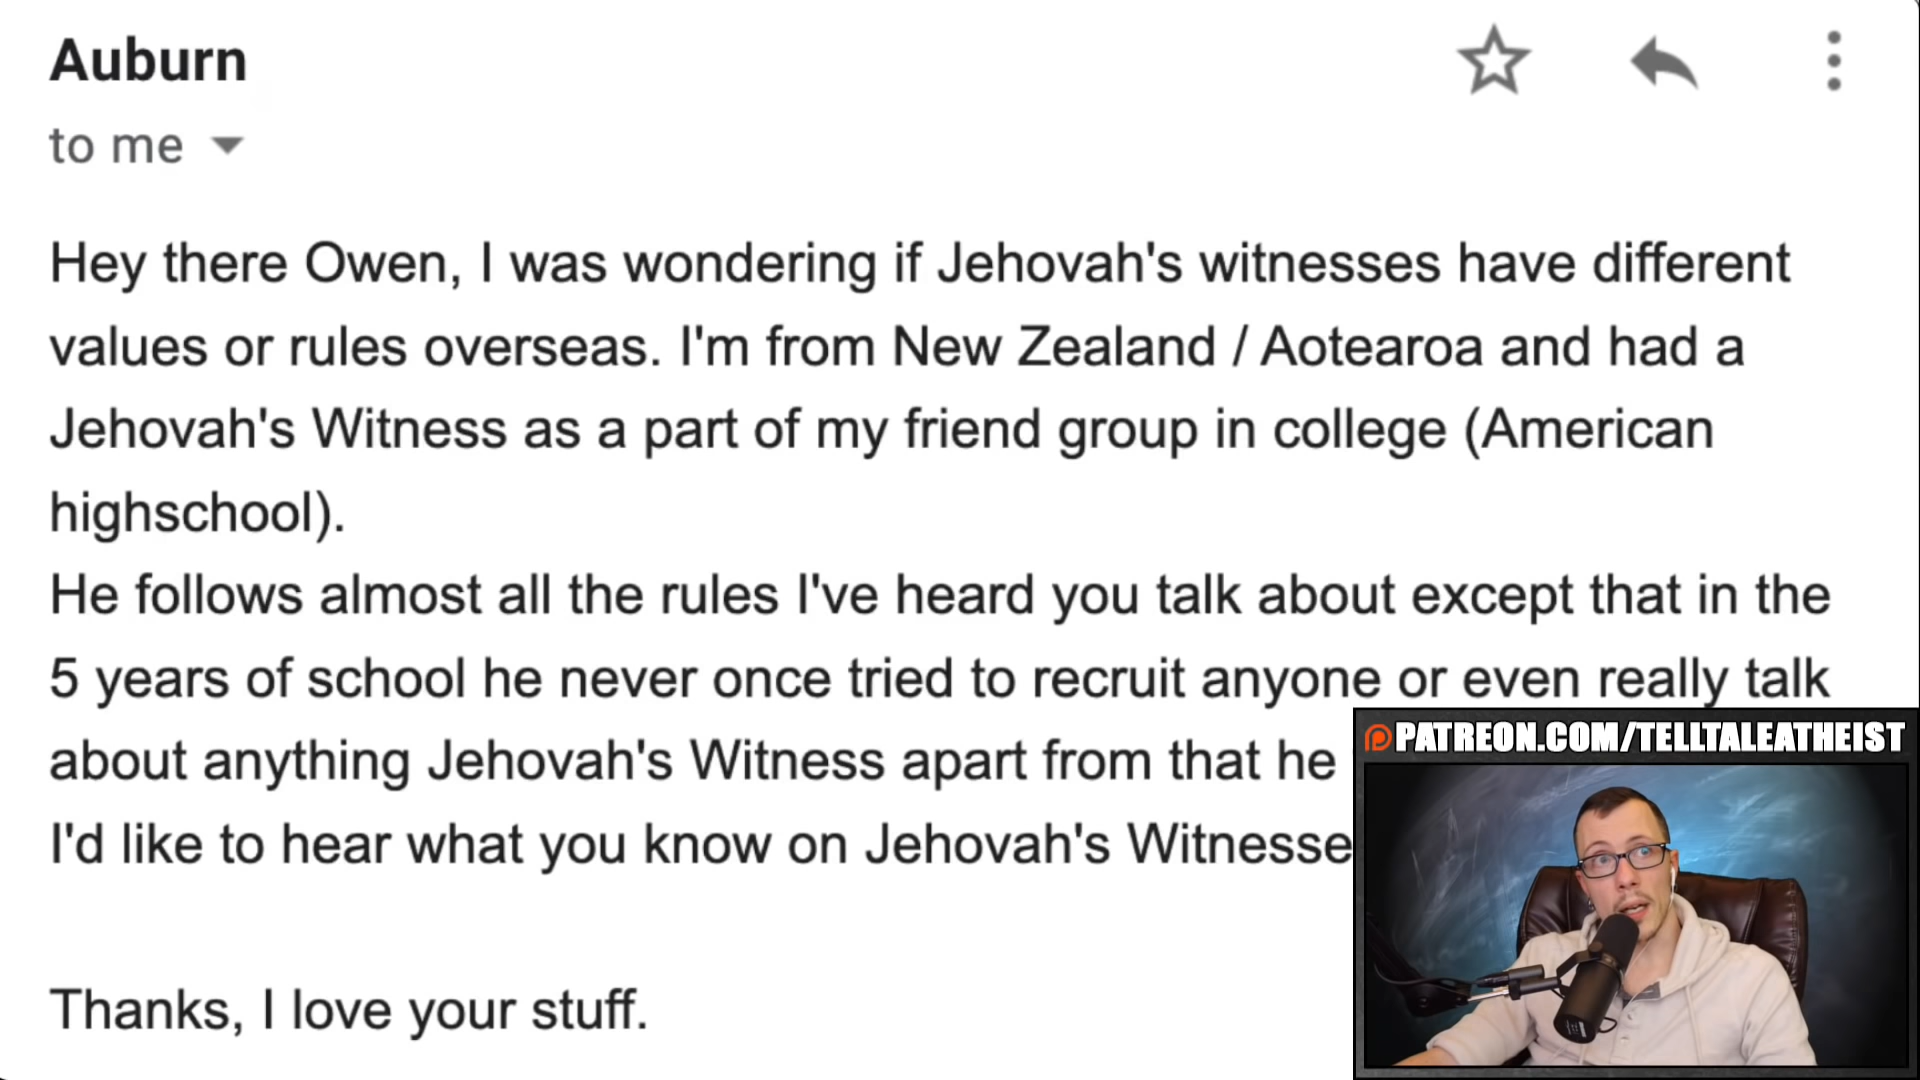 Auburn
to me
Hey there Owen, I was wondering if Jehovah's witnesses have different
values or rules overseas. I'm from New Zealand / Aotearoa and had a
Jehovah's Witness as a part of my friend group in college (American
highschool).
He follows almost all the rules I've heard you talk about except that in the
5 years of school he never once tried to recruit anyone or even really talk
about anything Jehovah's Witness apart from that he
I'd like to hear what you know on Jehovah's Witnesse
Thanks, I love your stuff.
PATREON.COM/TELLTALEATHEIST